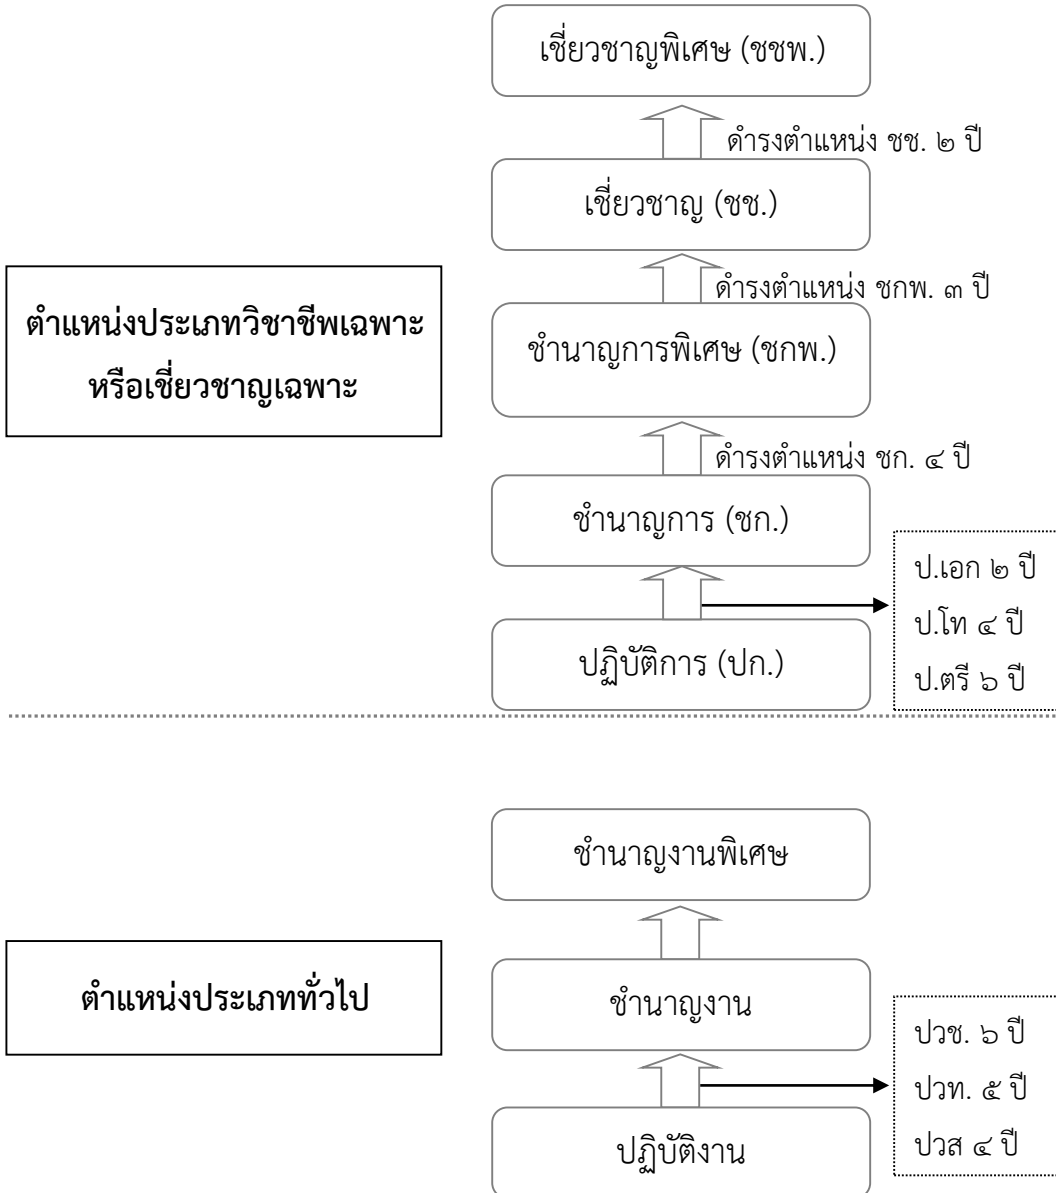 เชี่ยวชาญพิเศษ (ชชพ.)
ดำรงตำแหน่ง ชช. ๒ ปี
เชี่ยวชาญ (ชช.)
ดำรงตำแหน่ง ชกพ. ๓ ปี
ตำแหน่งประเภทวิชาชีพเฉพาะ
หรือเชี่ยวชาญเฉพาะ
ชำนาญการพิเศษ (ชกพ.)
ดำรงตำแหน่ง ชก. ๔ ปี
ชำนาญการ (ชก.)
ป.เอก ๒ ปี
ป.โท ๔ ปี
ป.ตรี ๖ ปี
ปฏิบัติการ (ปก.)
ชำนาญงานพิเศษ
ตำแหน่งประเภททั่วไป
ชำนาญงาน
ปวช. ๖ ปี
ปวท. ๕ ปี
ปวส ๔ ปี
ปฏิบัติงาน